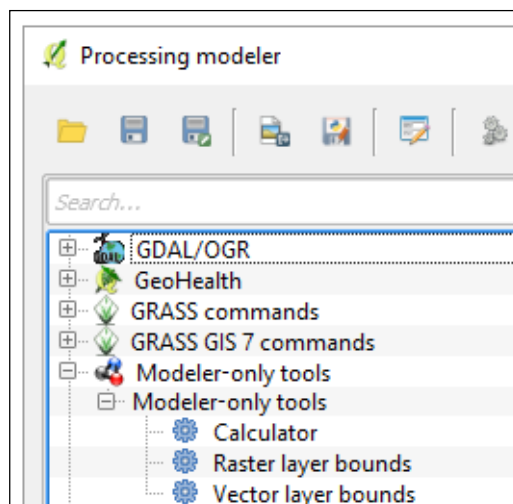 Processing modeler
Search...
GDAL/OGR
GeoHealth
GRASS commands
GRASS GIS 7 commands
Modeler-only tools
Modeler-only tools
Calculator
Raster layer bounds
Vector layer bounds